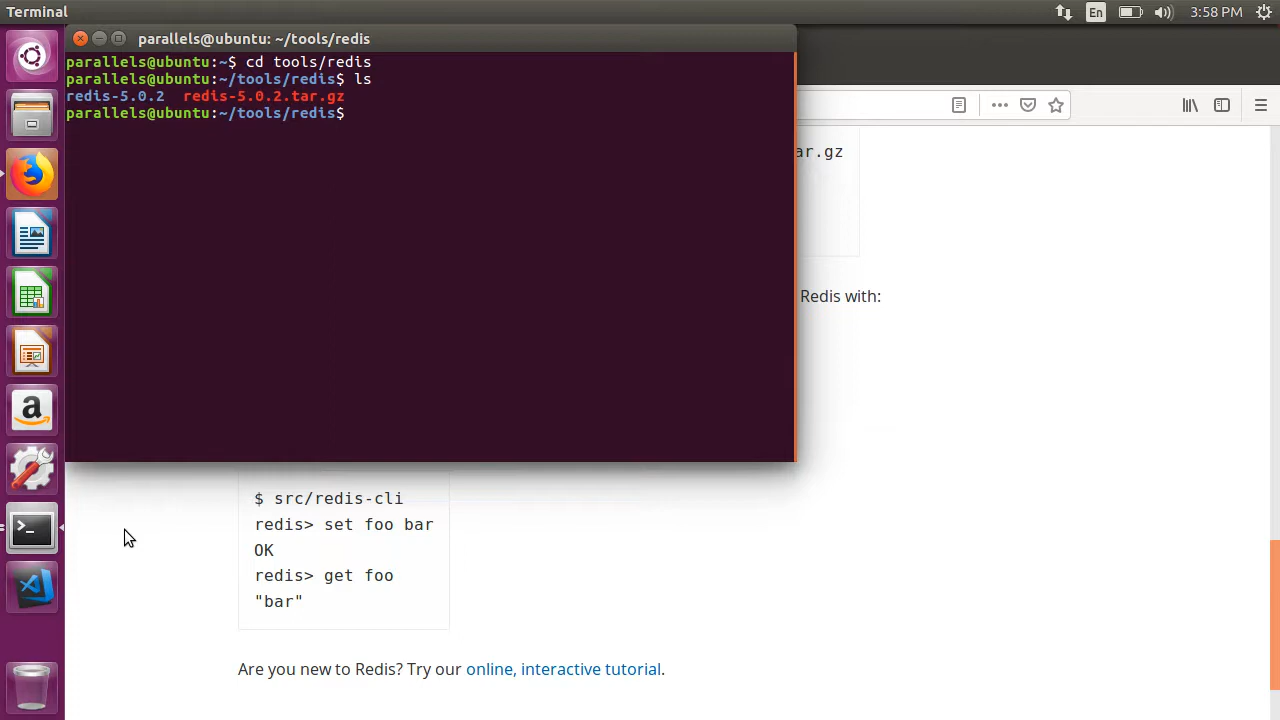 Terminal
En
3:58 PM
parallels@ubuntu: ~/tools/redis
parallels@ubuntu:~$ cd tools/redis
parallels@ubuntu:~/tools/redis$ ls
redis-5.0.2  redis-5.0.2.tar.gz
parallels@ubuntu:~/tools/redis$
ar.gz
Redis with:
$ src/redis-cli
redis> set foo bar
OK
redis> get foo
"bar"
Are you new to Redis? Try our online, interactive tutorial.